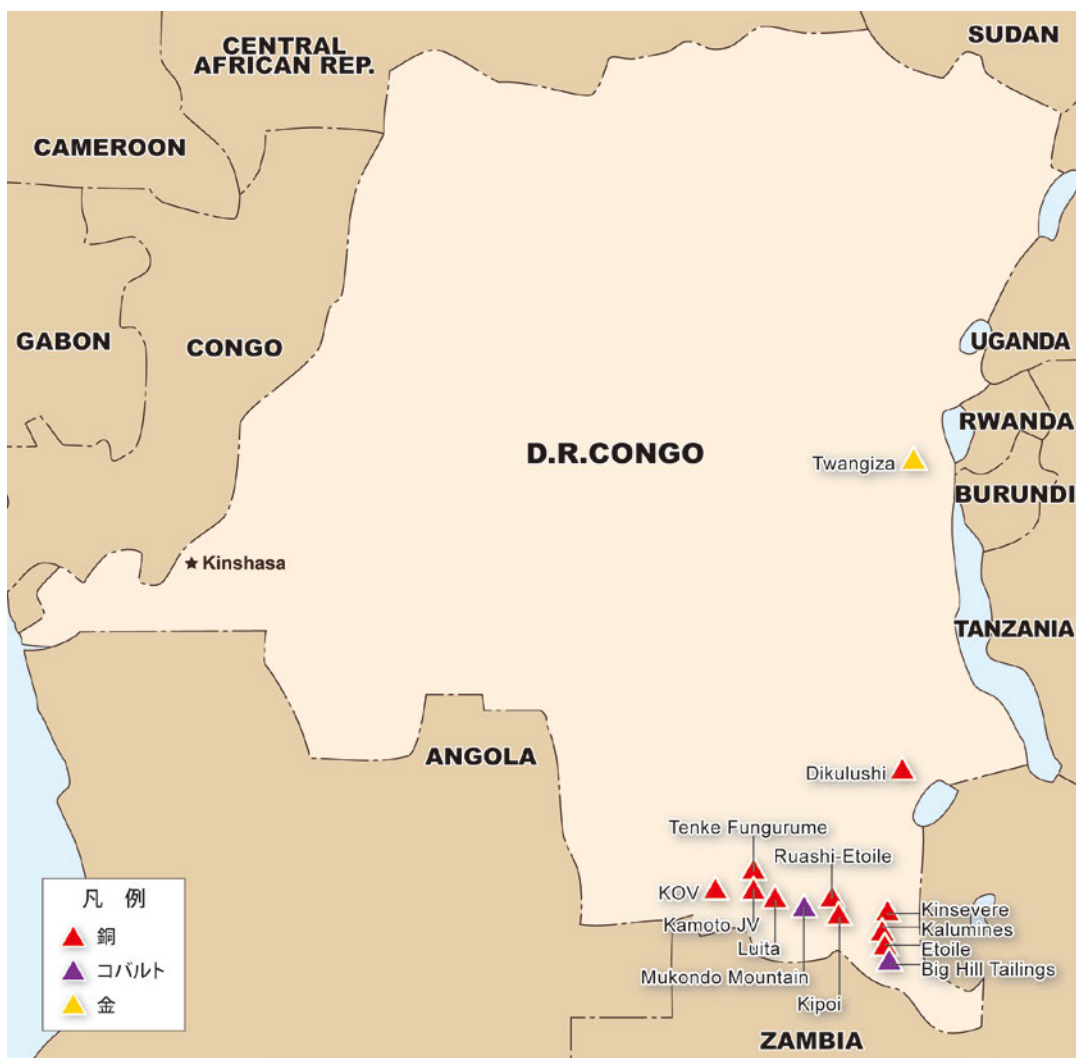 SUDAN
CENTRAL
AFRICAN REP.
CAMEROON
GABON
CONGO
UGANDA
RWANDA
D.R.CONGO
Twangiza
BURUNDI
Kinshasa
TANZANIA
ANGOLA
Dikulushi
Tenke Fungurume
Ruashi-Etoile
KOV
Kamoto-JV
Luita
Mukondo Mountain
Kipoi
Kinsevere
Kalumines
Etoile
Big Hill Tailings
ZAMBIA
凡 例
銅
コバルト
金